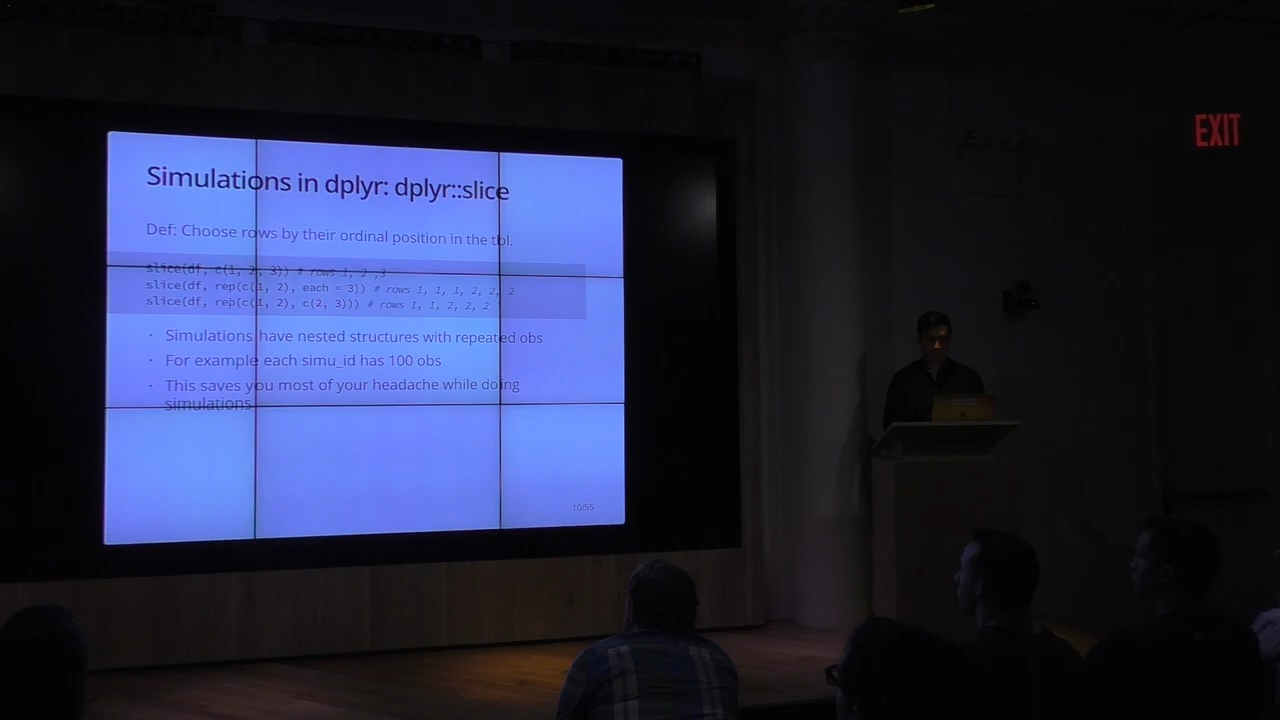 Simulations in dplyr: dplyr::slice
Def: Choose rows by their ordinal position in the tbl.
slice(df, c(1, 2, 3)) # rows 1, 2 ,3
slice(df, rep(c(1, 2), each = 3)) # rows 1, 1, 1, 2, 2, 2
slice(df, rep(c(1, 2), c(2, 3))) # rows 1, 1, 2, 2, 2
· Simulations have nested structures with repeated obs
· For example each simu_id has 100 obs
· This saves you most of your headache while doing
simulations
10/55
EXIT